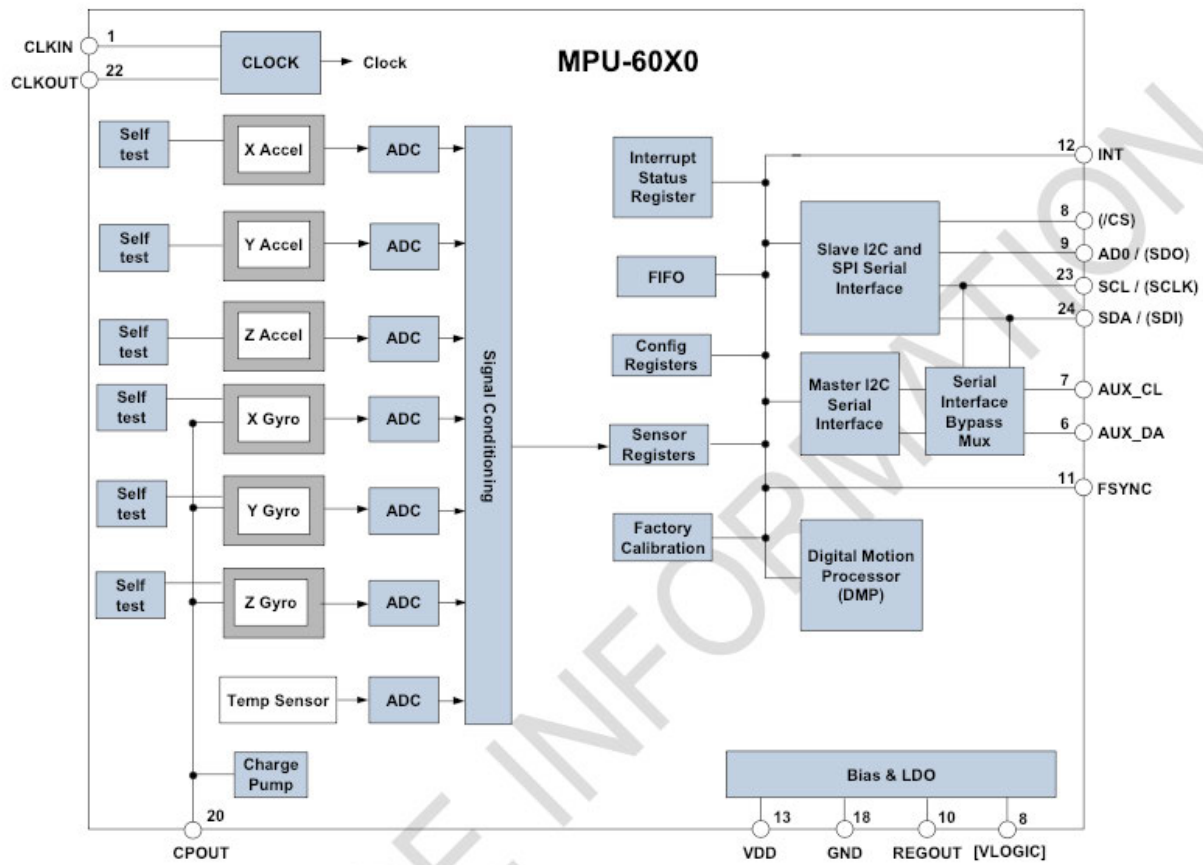 MPU-60X0
CLKIN
1
CLKOUT
22
CLOCK
Clock
Self
test
X Accel
ADC
Self
test
Y Accel
ADC
Self
test
Z Accel
ADC
Self
test
X Gyro
ADC
Self
test
Y Gyro
ADC
Self
test
Z Gyro
ADC
Temp Sensor
ADC
Charge
Pump
20
CPOUT
Signal Conditioning
Interrupt
Status
Register
FIFO
Config
Registers
Sensor
Registers
Factory
Calibration
Slave I2C and
SPI Serial
Interface
Master I2C
Serial
Interface
Serial
Interface
Bypass
Mux
Digital Motion
Processor
(DMP)
12
INT
8
(/CS)
9
AD0 / (SDO)
23
SCL / (SCLK)
24
SDA / (SDI)
7
AUX_CL
6
AUX_DA
11
FSYNC
Bias & LDO
13
18
10
8
VDD
GND
REGOUT
[VLOGIC]
INFORMATION